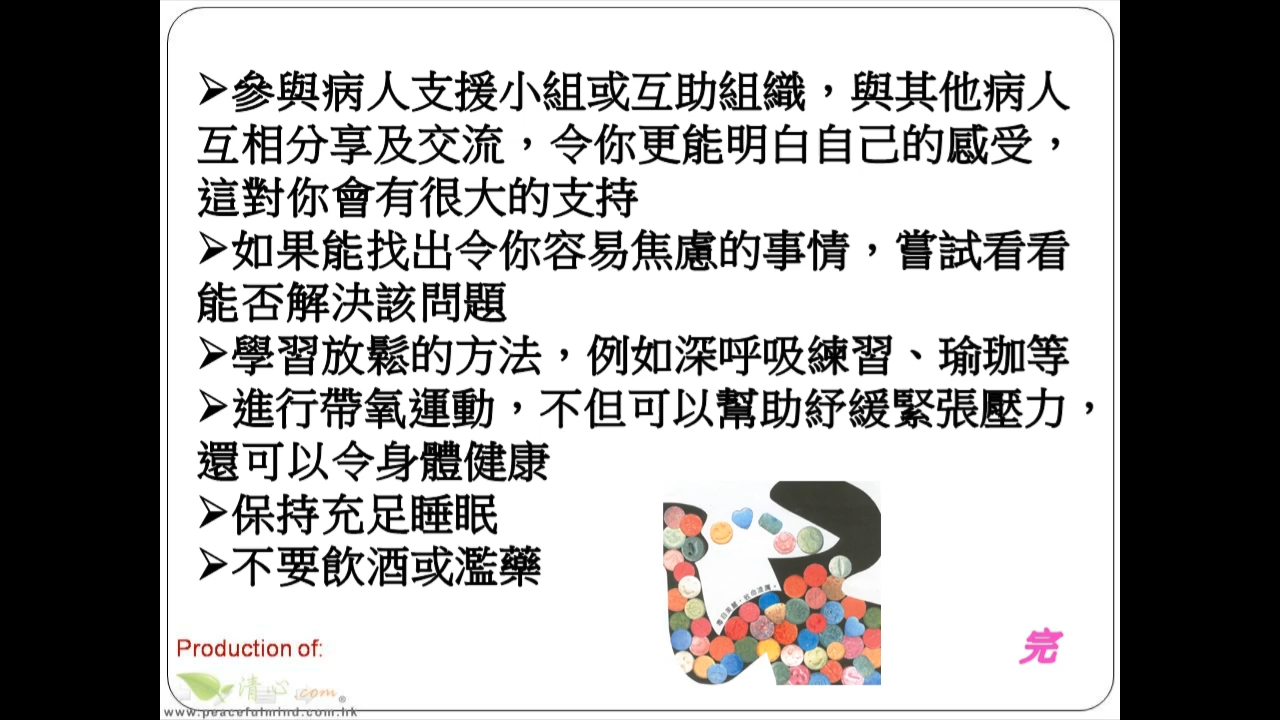 ➢參與病人支援小組或互助組織，與其他病人
互相分享及交流，令你更能明白自己的感受，
這對你會有很大的支持
➢如果能找出令你容易焦慮的事情，嘗試看看
能否解決該問題
➢學習放鬆的方法，例如深呼吸練習、瑜珈等
➢進行帶氧運動，不但可以幫助紓緩緊張壓力，
還可以令身體健康
➢保持充足睡眠
➢不要飲酒或濫藥
Production of:
完
清心.com®
www.peacefulmind.com.hk